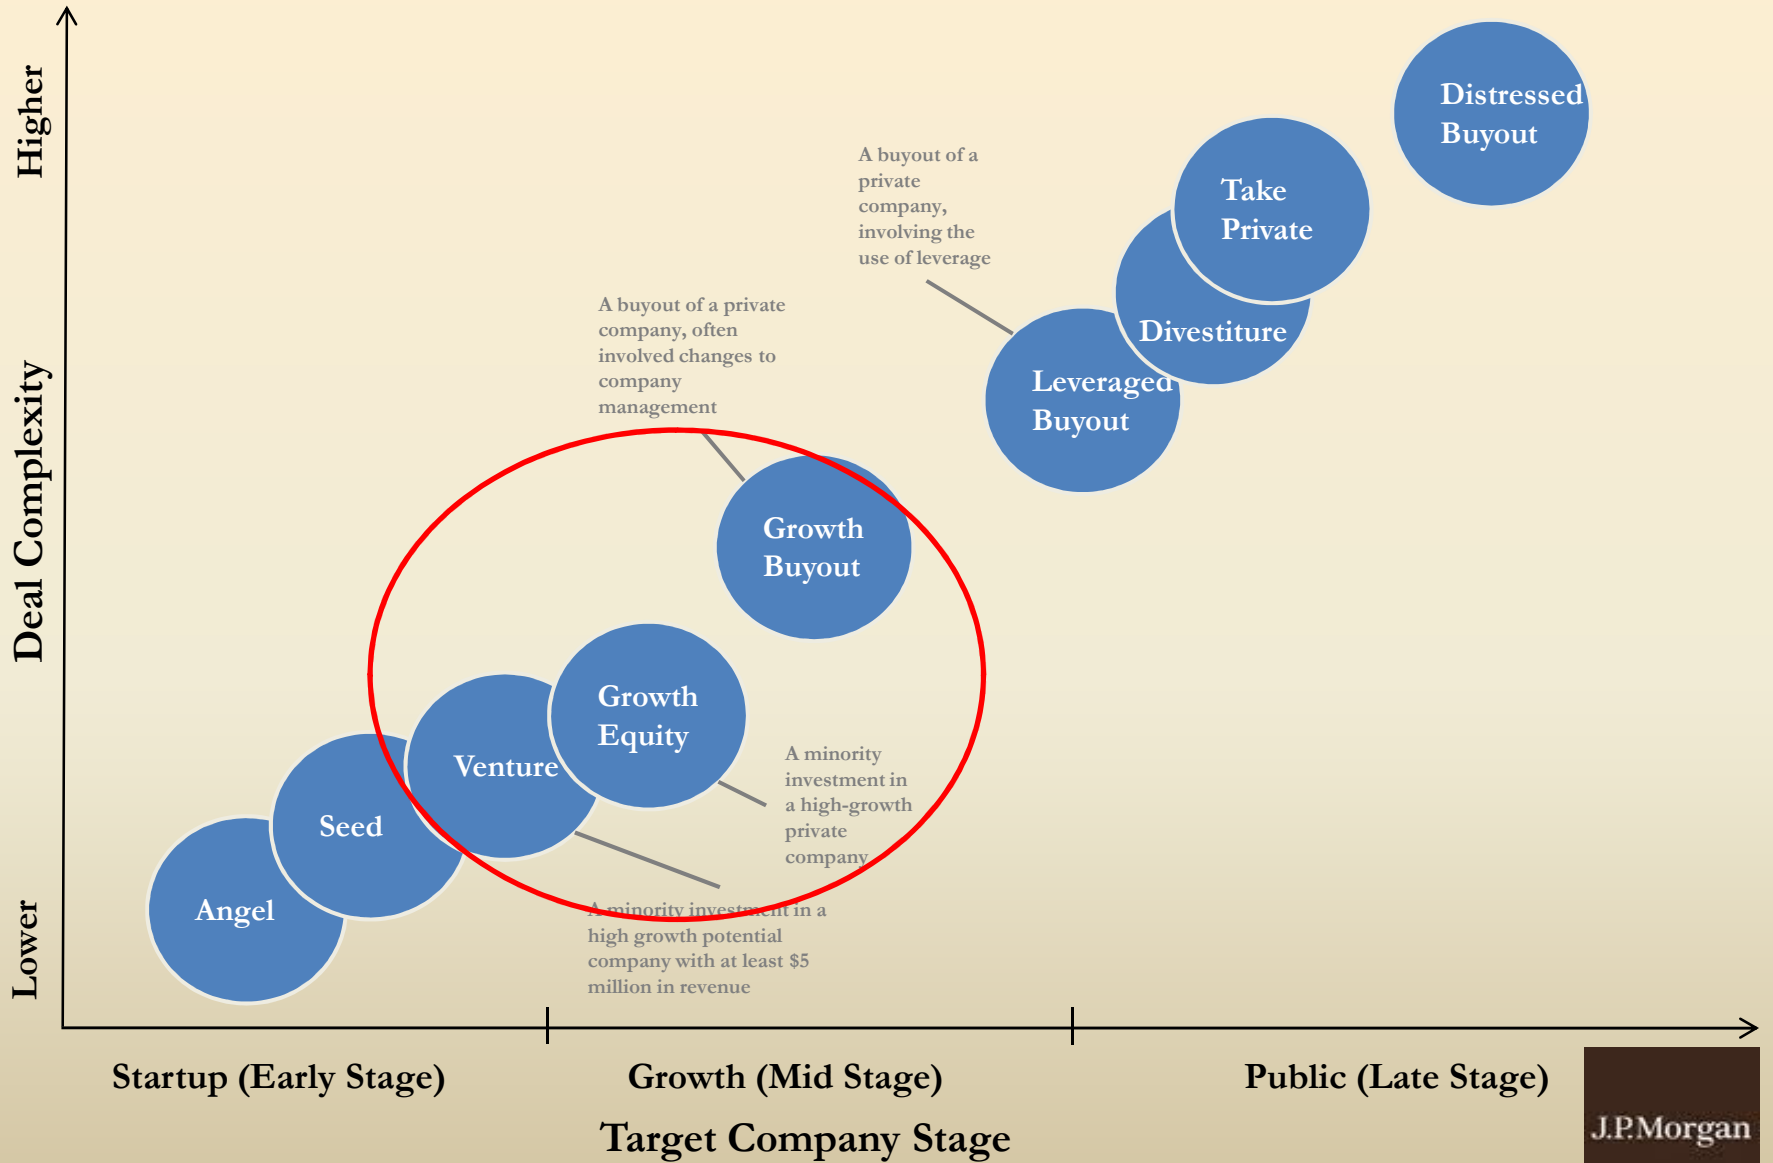 Higher
Deal Complexity
Lower
Distressed
Buyout
Take
Private
Divestiture
A buyout of a
private
company,
involving the
use of leverage
Leveraged
Buyout
A buyout of a private
company, often
involved changes to
company
management
Growth
Buyout
Growth
Equity
A minority
investment in
a high-growth
private
company
Venture
A minority investment in a
high growth potential
company with at least $5
million in revenue
Seed
Angel
Startup (Early Stage)
Growth (Mid Stage)
Public (Late Stage)
Target Company Stage
J.P.Morgan